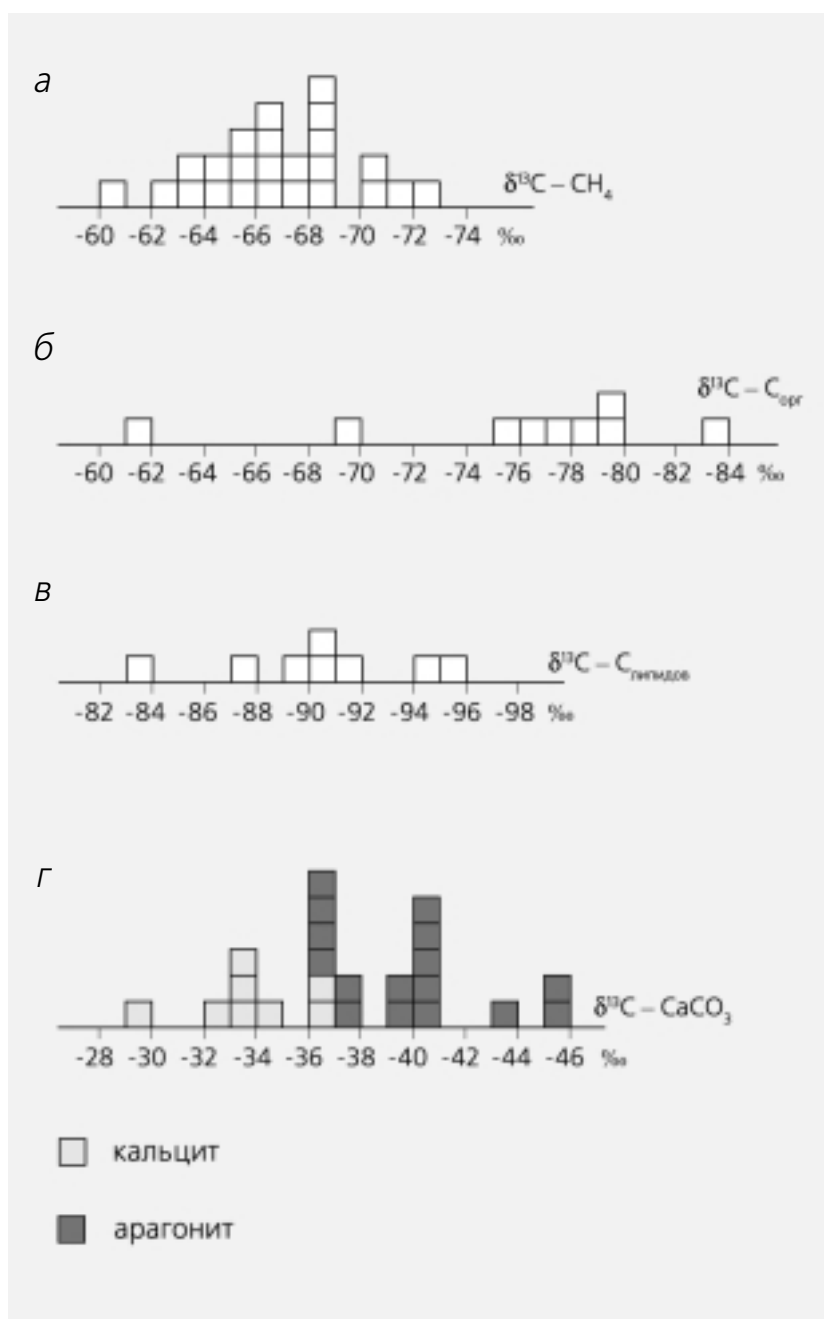 а
δ¹³C – CH₄
-60 -62 -64 -66 -68 -70 -72 -74 ‰
б
δ¹³C – Cорг
-60 -62 -64 -66 -68 -70 -72 -74 -76 -78 -80 -82 -84 ‰
в
δ¹³C – Cлипидов
-82 -84 -86 -88 -90 -92 -94 -96 -98 ‰
г
δ¹³C – CaCO₃
-28 -30 -32 -34 -36 -38 -40 -42 -44 -46 ‰
кальцит
арагонит